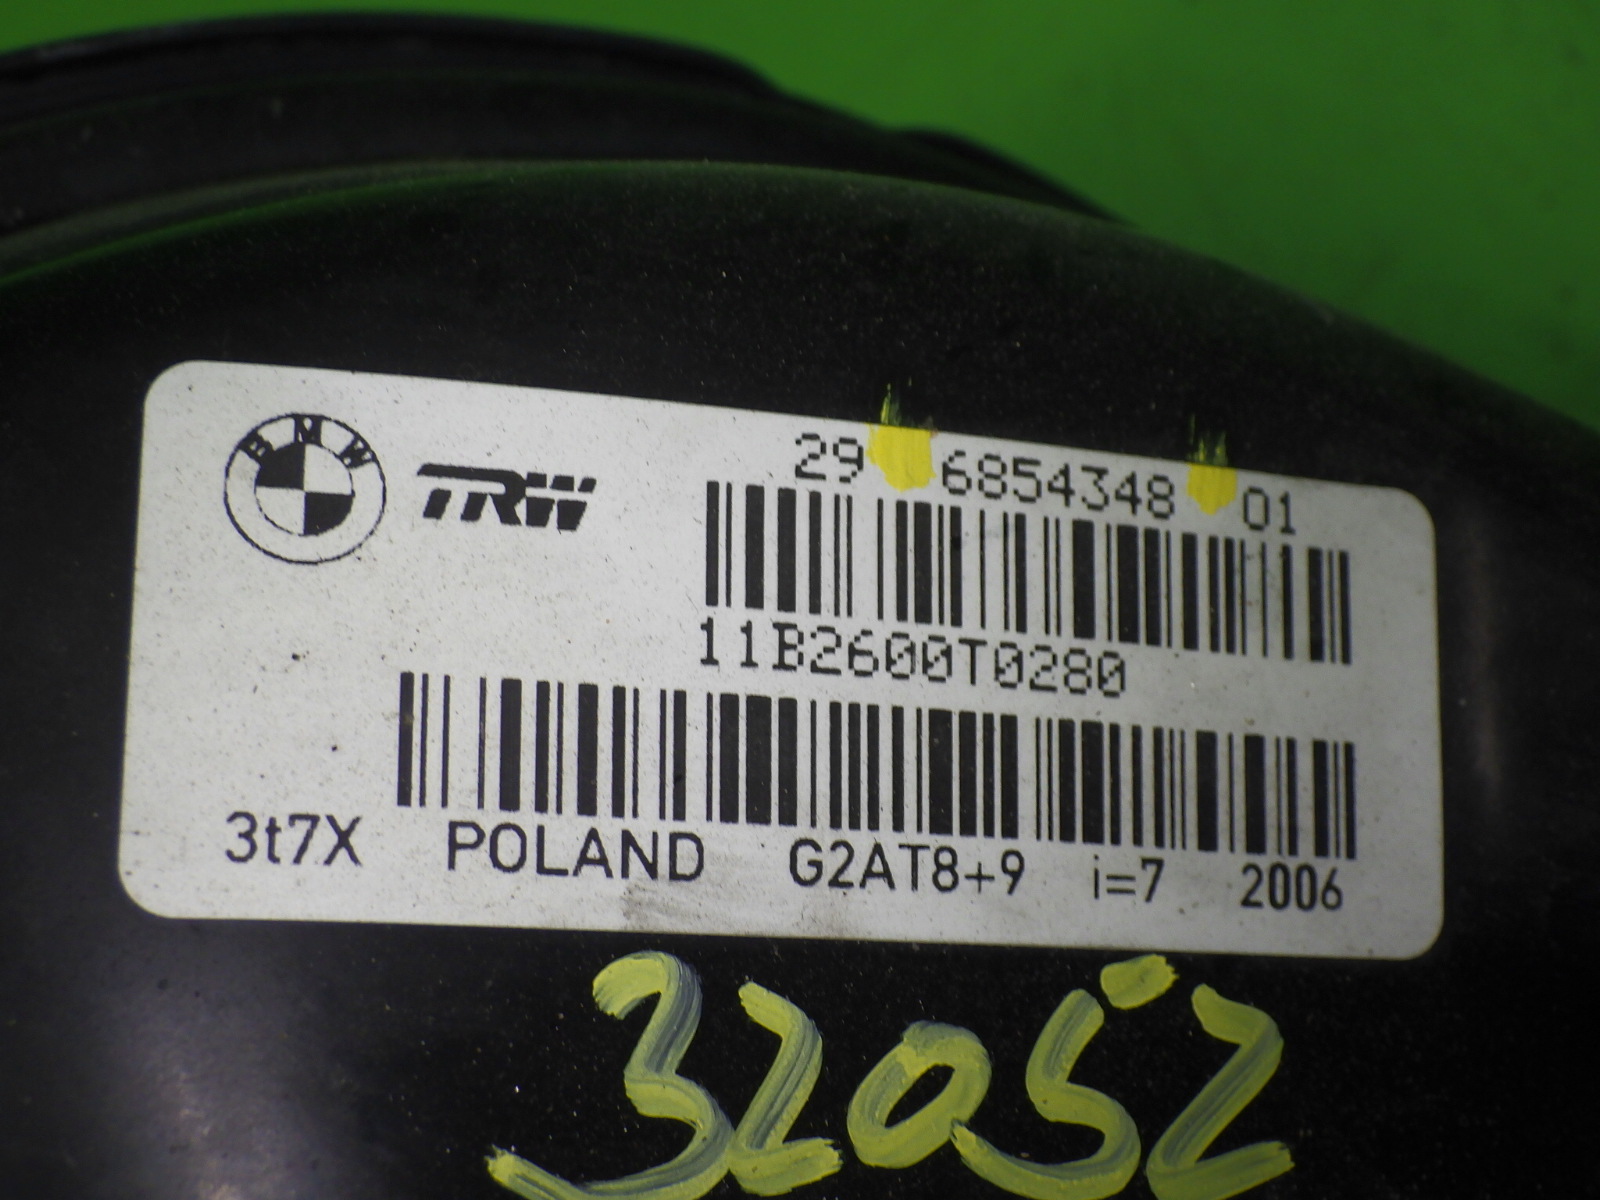 BMW TRW 29 6854348 01
11B2600T0280
3t7X POLAND G2AT8+9 i=7 2006
32052